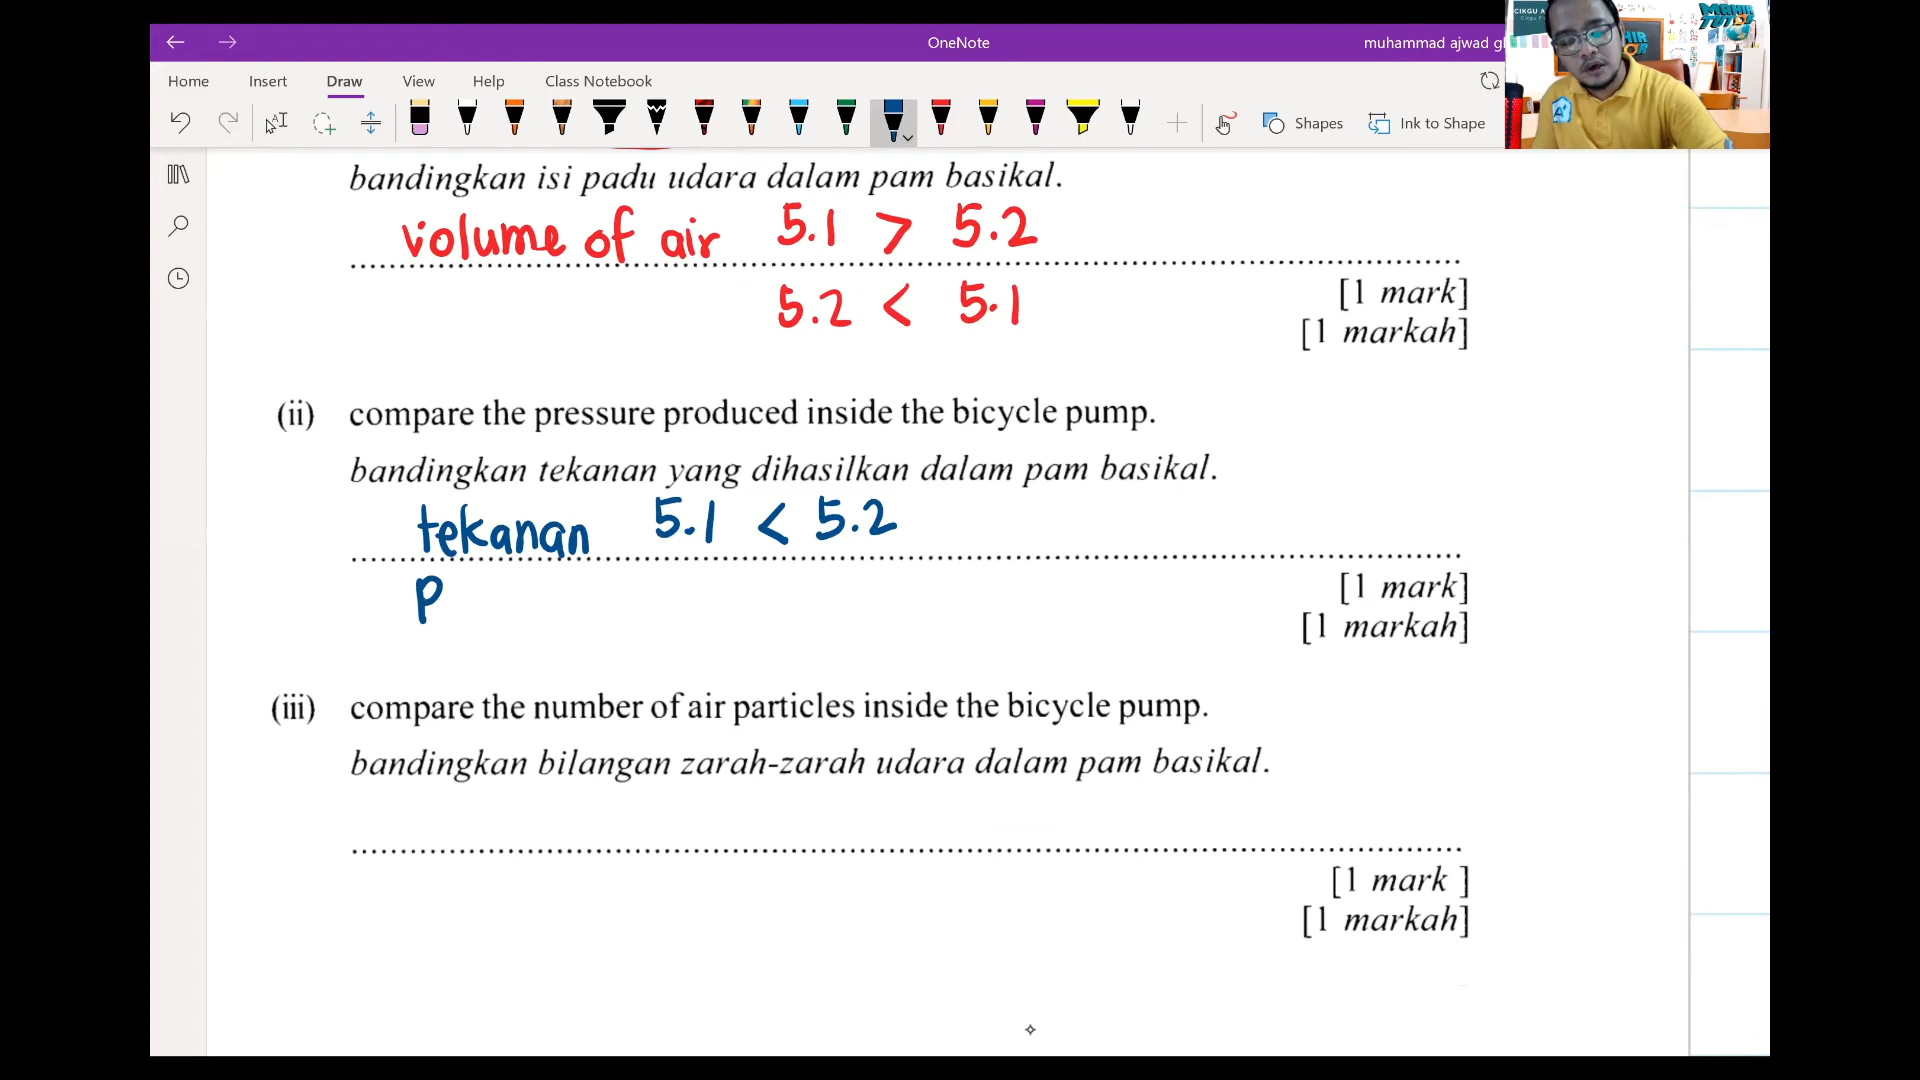 OneNote
muhammad ajwad
Home Insert Draw View Help Class Notebook
Shapes Ink to Shape
CIKGU
MAHIR
TUTOR
bandingkan isi padu udara dalam pam basikal.
volume of air 5.1 > 5.2
5.2 < 5.1
[1 mark]
[1 markah]
(ii) compare the pressure produced inside the bicycle pump.
bandingkan tekanan yang dihasilkan dalam pam basikal.
tekanan 5.1 < 5.2
p
[1 mark]
[1 markah]
(iii) compare the number of air particles inside the bicycle pump.
bandingkan bilangan zarah-zarah udara dalam pam basikal.
[1 mark ]
[1 markah]